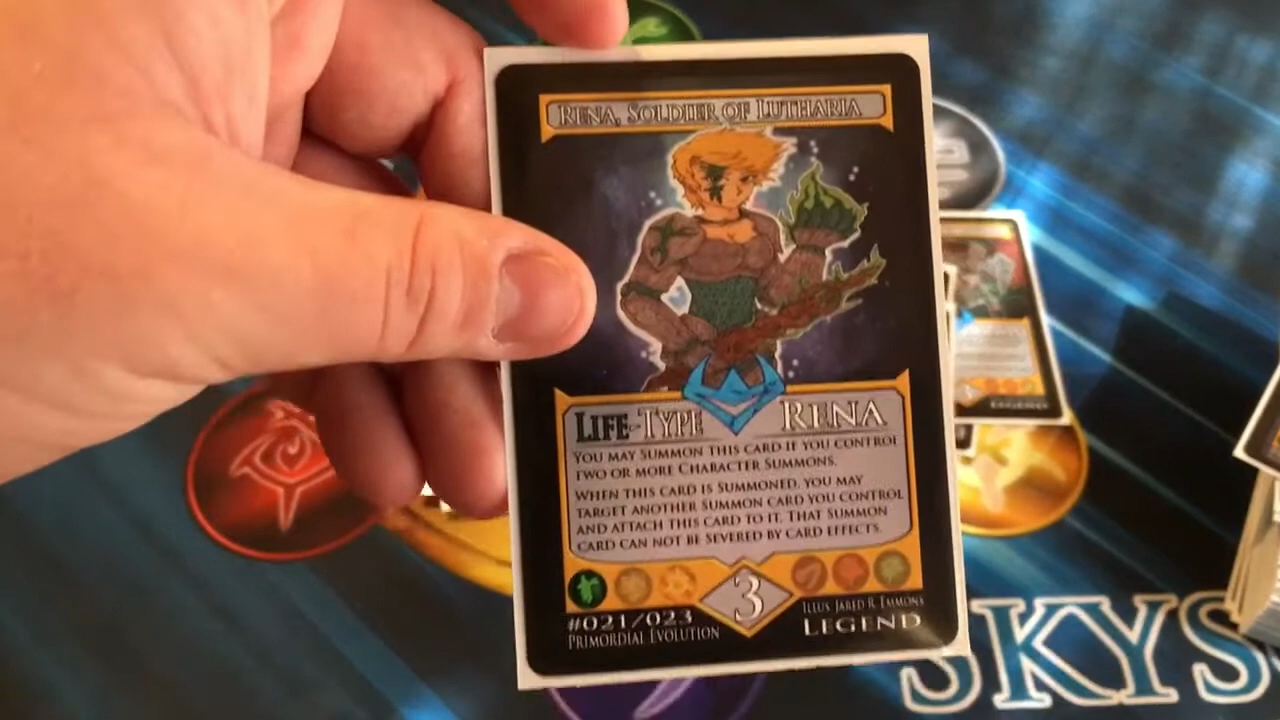 RENA, SOLDIER OF LUTHARIA
LIFE-TYPE RENA
YOU MAY SUMMON THIS CARD IF YOU CONTROL
TWO OR MORE CHARACTER SUMMONS.
WHEN THIS CARD IS SUMMONED, YOU MAY
TARGET ANOTHER SUMMON CARD YOU CONTROL
AND ATTACH THIS CARD TO IT. THAT SUMMON
CARD CAN NOT BE SEVERED BY CARD EFFECTS.
3
#021/023
PRIMORDIAL EVOLUTION
ILLUS. JARED R. EMMONS
LEGEND
LEGEND
SKYS